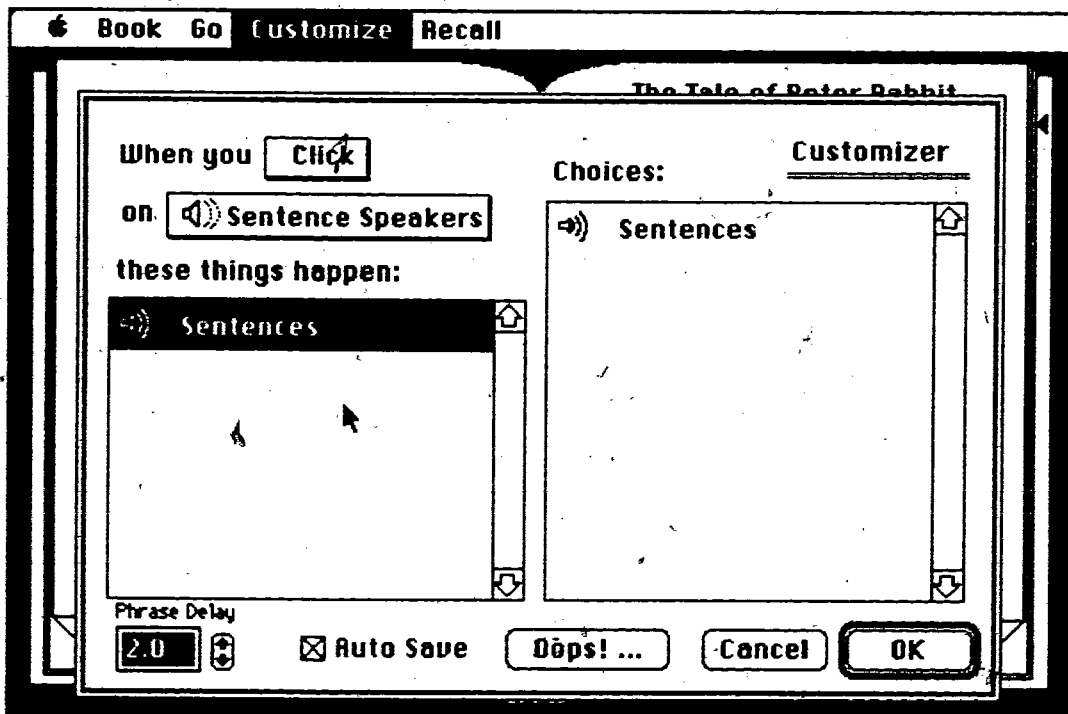 Book Go Customize Recall
The Tale of Peter Rabbit
When you Click
on Sentence Speakers
these things happen:
Sentences
Customizer
Choices:
Sentences
Phrase Delay
2.0
Auto Save
Oops! ...
Cancel
OK